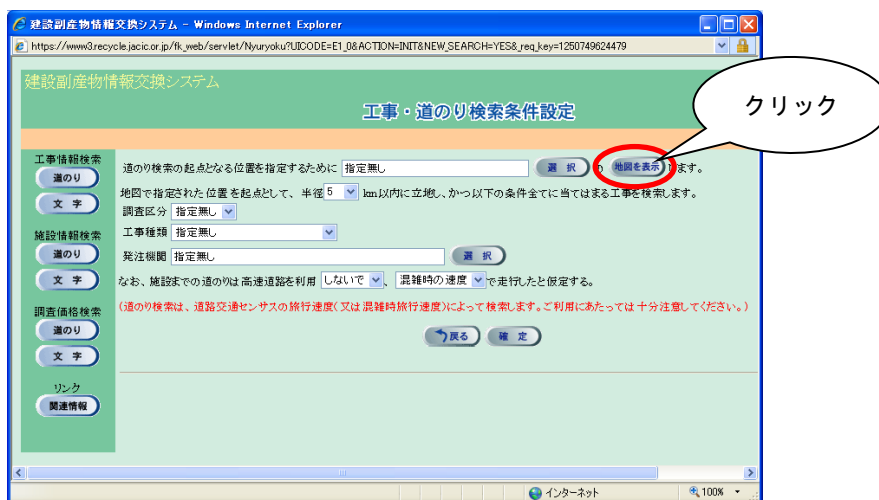 建設副産物情報交換システム - Windows Internet Explorer
https://www3.recycle.jacic.or.jp/fk_web/servlet/Nyuryoku?UICODE=E1_0&ACTION=INIT&NEW_SEARCH=YES&_req_key=1250749624479
建設副産物情報交換システム
工事・道のり検索条件設定
クリック
工事情報検索
道のり
文 字
施設情報検索
道のり
文 字
調査価格検索
道のり
文 字
リンク
関連情報
道のり検索の起点となる位置を指定するために 指定無し 選 択 の 地図を表示 します。
地図で指定された位置を起点として、半径 5 km以内に立地し、かつ以下の条件全てに当てはまる工事を検索します。
調査区分 指定無し
工事種類 指定無し
発注機関 指定無し 選 択
なお、施設までの道のりは高速道路を利用 しないで 、 混雑時の速度 で走行したと仮定する。
(道のり検索は、道路交通センサスの旅行速度(又は混雑時旅行速度)によって検索します。ご利用にあたっては十分注意してください。)
戻る 確 定
インターネット 100%